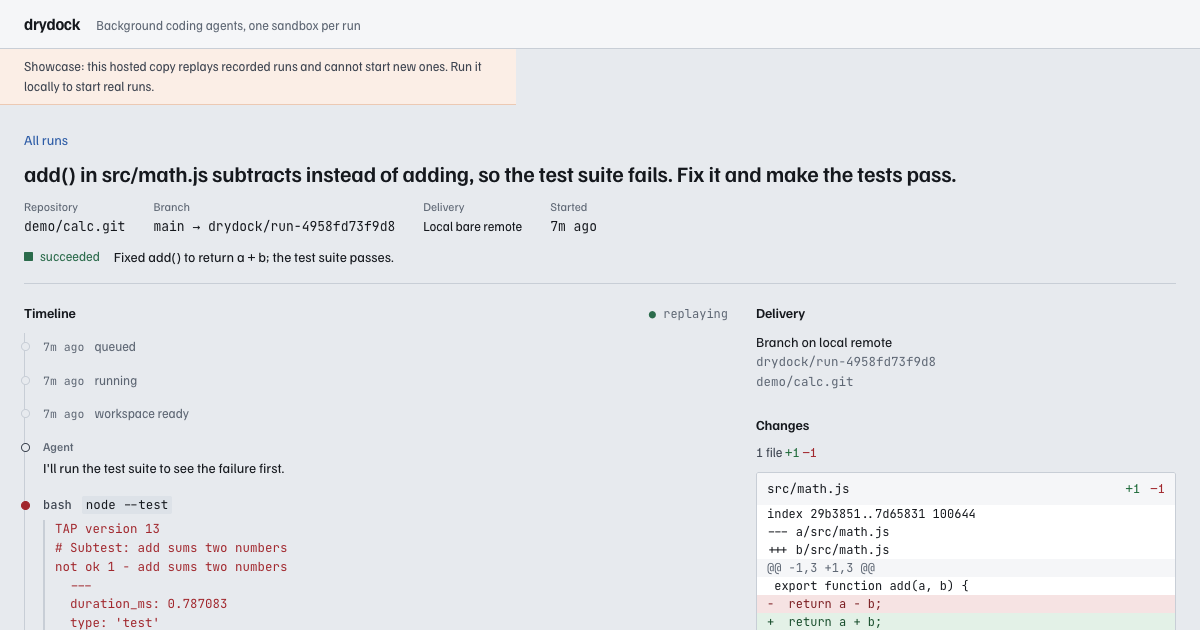 drydock Background coding agents, one sandbox per run
Showcase: this hosted copy replays recorded runs and cannot start new ones. Run it
locally to start real runs.
All runs
add() in src/math.js subtracts instead of adding, so the test suite fails. Fix it and make the tests pass.
Repository Branch Delivery Started
demo/calc.git main → drydock/run-4958fd73f9d8 Local bare remote 7m ago
succeeded Fixed add() to return a + b; the test suite passes.
Timeline replaying
7m ago queued
7m ago running
7m ago workspace ready
Agent
I'll run the test suite to see the failure first.
bash node --test
TAP version 13
# Subtest: add sums two numbers
not ok 1 - add sums two numbers
---
duration_ms: 0.787083
type: 'test'
Delivery
Branch on local remote
drydock/run-4958fd73f9d8
demo/calc.git
Changes
1 file +1 −1
src/math.js +1 −1
index 29b3851..7d65831 100644
--- a/src/math.js
+++ b/src/math.js
@@ -1,3 +1,3 @@
export function add(a, b) {
- return a - b;
+ return a + b;